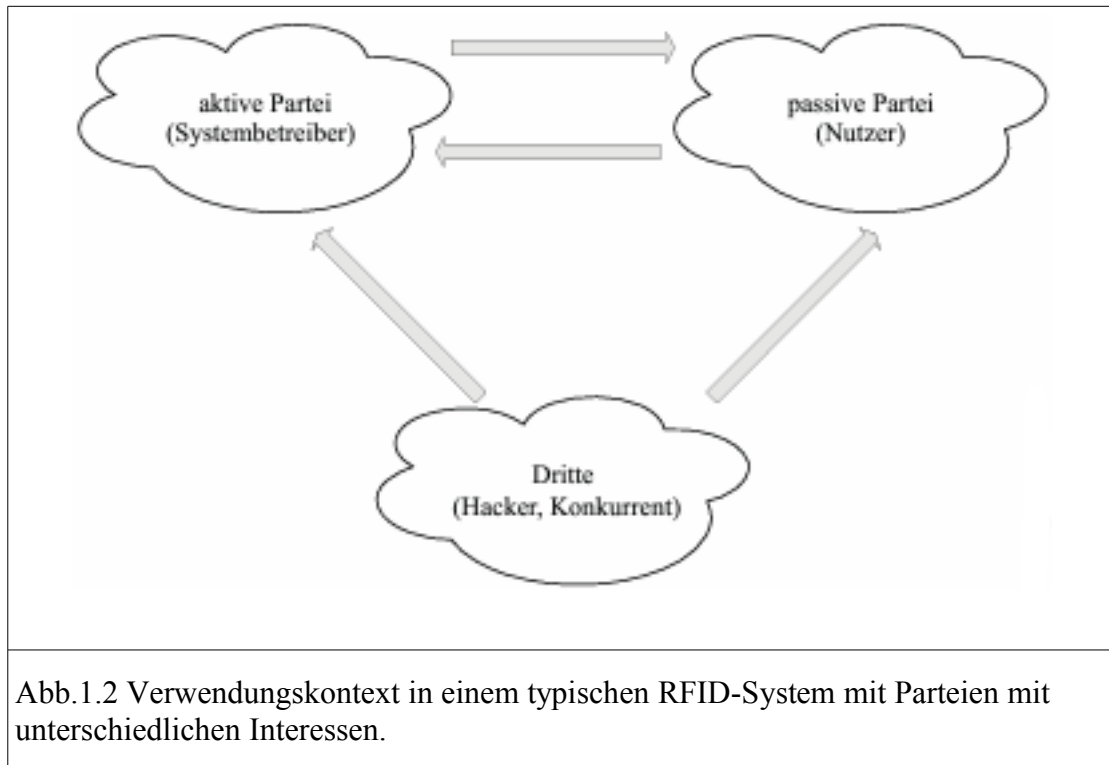 aktive Partei
(Systembetreiber)
passive Partei
(Nutzer)
Dritte
(Hacker, Konkurrent)
Abb.1.2 Verwendungskontext in einem typischen RFID-System mit Parteien mit
unterschiedlichen Interessen.